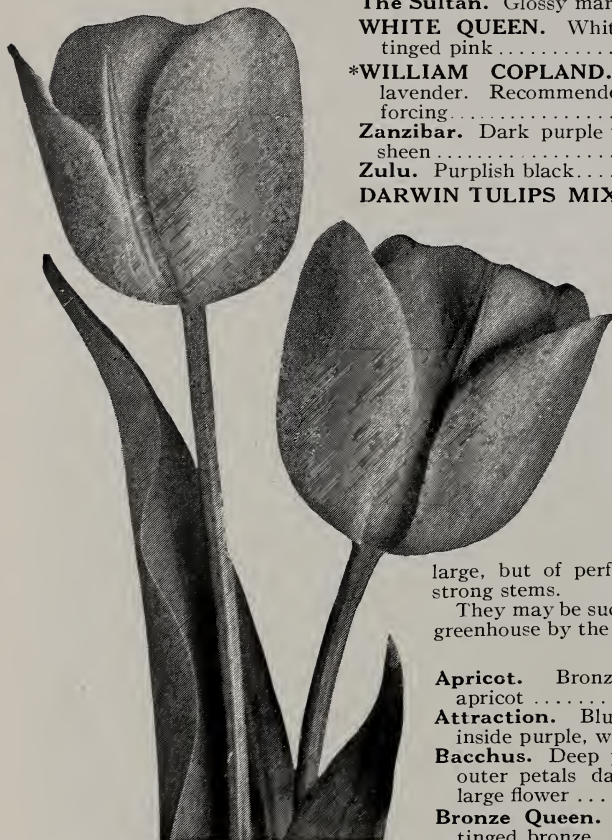 The Sultan. Glossy mar
WHITE QUEEN. Whit
tinged pink ..........
*WILLIAM COPLAND.
lavender. Recommende
forcing..............
Zanzibar. Dark purple
sheen ..............
Zulu. Purplish black....
DARWIN TULIPS MIX
large, but of perf
strong stems.
They may be suc
greenhouse by the
Apricot. Bronz
apricot ........
Attraction. Blu
inside purple, w
Bacchus. Deep
outer petals da
large flower ...
Bronze Queen.
tinged bronze